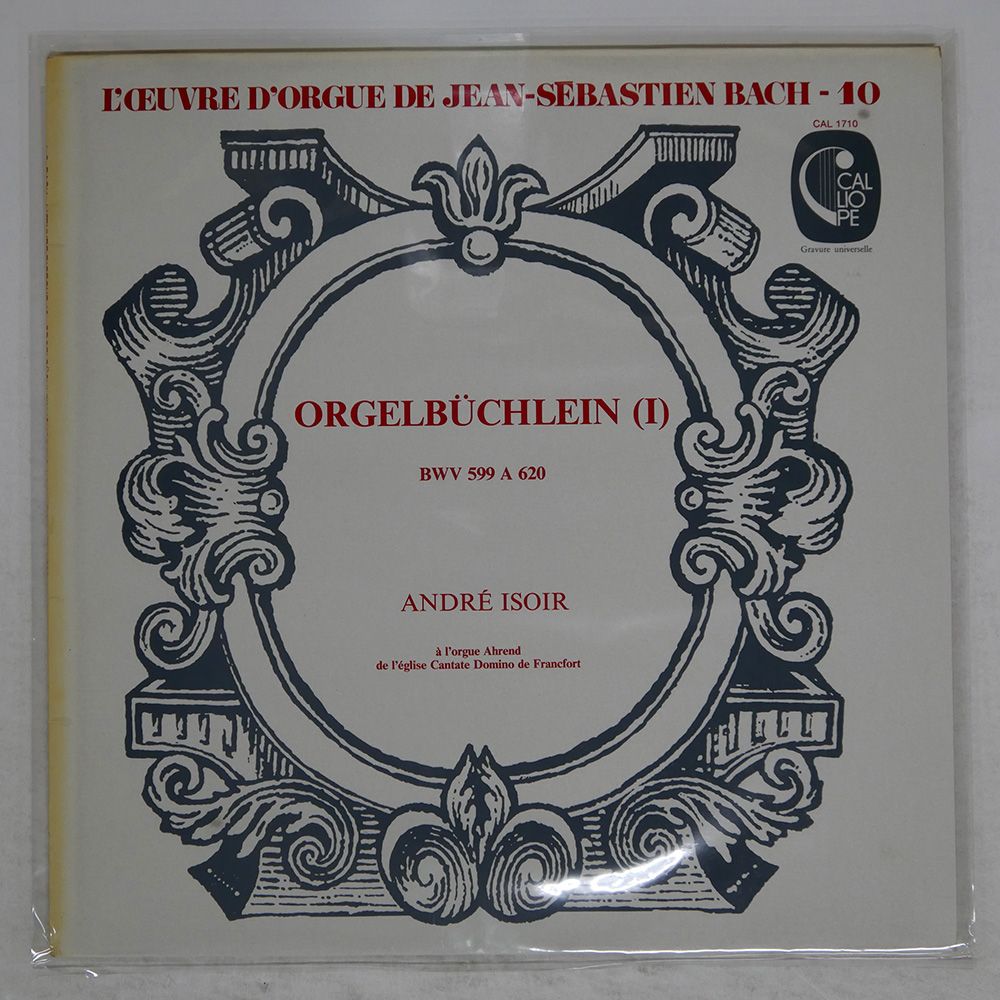 L'ŒUVRE D'ORGUE DE JEAN-SÉBASTIEN BACH - 10
CAL 1710
CAL
LIO
PE
Gravure universelle
ORGELBÜCHLEIN (I)
BWV 599 A 620
ANDRÉ ISOIR
à l'orgue Ahrend
de l'église Cantate Domino de Francfort